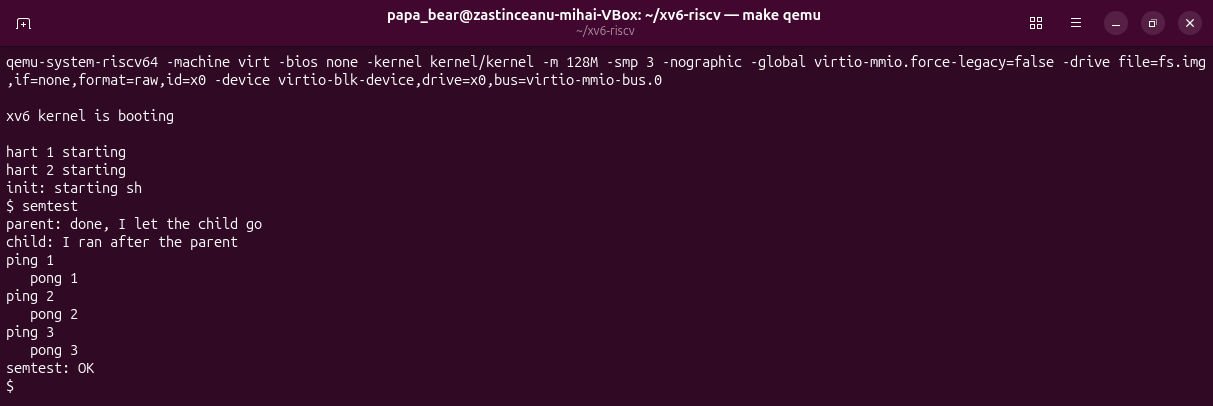 papa_bear@zastinceanu-mihai-VBox: ~/xv6-riscv — make qemu
~/xv6-riscv
qemu-system-riscv64 -machine virt -bios none -kernel kernel/kernel -m 128M -smp 3 -nographic -global virtio-mmio.force-legacy=false -drive file=fs.img
,if=none,format=raw,id=x0 -device virtio-blk-device,drive=x0,bus=virtio-mmio-bus.0
xv6 kernel is booting
hart 1 starting
hart 2 starting
init: starting sh
$ semtest
parent: done, I let the child go
child: I ran after the parent
ping 1
   pong 1
ping 2
   pong 2
ping 3
   pong 3
semtest: OK
$